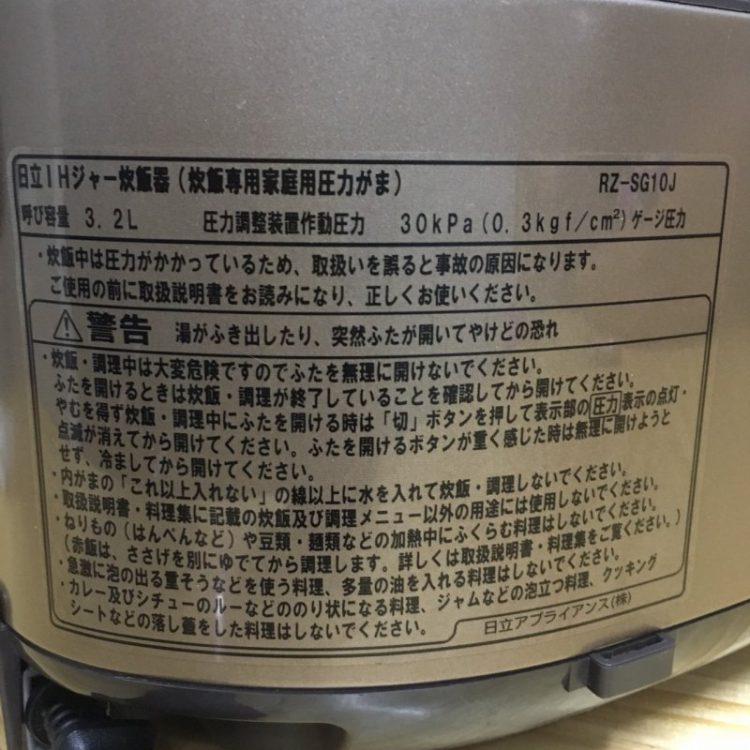 日立IHジャー炊飯器(炊飯専用家庭用圧力がま) RZ-SG10J
呼び容量 3.2L 圧力調整装置作動圧力 30kPa(0.3kgf/cm²)ゲージ圧力
・炊飯中は圧力がかかっているため、取扱いを誤ると事故の原因になります。
ご使用の前に取扱説明書をお読みになり、正しくお使いください。
警告 湯がふき出したり、突然ふたが開いてやけどの恐れ
・炊飯・調理中は大変危険ですのでふたを無理に開けないでください。
ふたを開けるときは炊飯・調理が終了していることを確認してから開けてください。
やむを得ず炊飯・調理中にふたを開ける時は「切」ボタンを押して表示部の圧力表示の点灯・
点滅が消えてから開けてください。ふたを開けるボタンが重く感じた時は無理に開けようと
せず、冷ましてから開けてください。
・内がまの「これ以上入れない」の線以上に水を入れて炊飯・調理しないでください。
・取扱説明書・料理集に記載の炊飯及び調理メニュー以外の用途には使用しないでください。
・ねりもの(はんぺんなど)や豆類・麺類などの加熱中にふくらむ料理はしないでください。
(赤飯は、ささげを別にゆでてから調理します。詳しくは取扱説明書・料理集をご覧ください。)
・急激に泡の出る重そうなどを使う料理、多量の油を入れる料理はしないでください。
・カレー及びシチューのルーなどののり状になる料理、ジャムなどの泡立つ料理、クッキング
シートなどの落し蓋をした料理はしないでください。
日立アプライアンス(株)